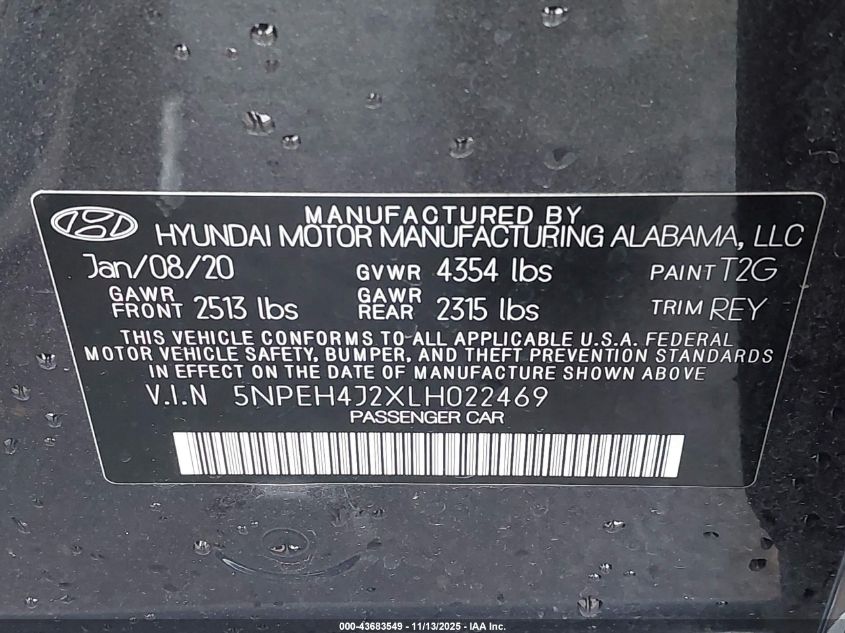 MANUFACTURED BY
HYUNDAI MOTOR MANUFACTURING ALABAMA, LLC
Jan/08/20 GVWR 4354 lbs PAINT T2G
GAWR FRONT 2513 lbs GAWR REAR 2315 lbs TRIM REY
THIS VEHICLE CONFORMS TO ALL APPLICABLE U.S.A. FEDERAL
MOTOR VEHICLE SAFETY, BUMPER, AND THEFT PREVENTION STANDARDS
IN EFFECT ON THE DATE OF MANUFACTURE SHOWN ABOVE.
V.I.N 5NPEH4J2XLH022469
PASSENGER CAR
000-43683549 - 11/13/2025 - IAA Inc.